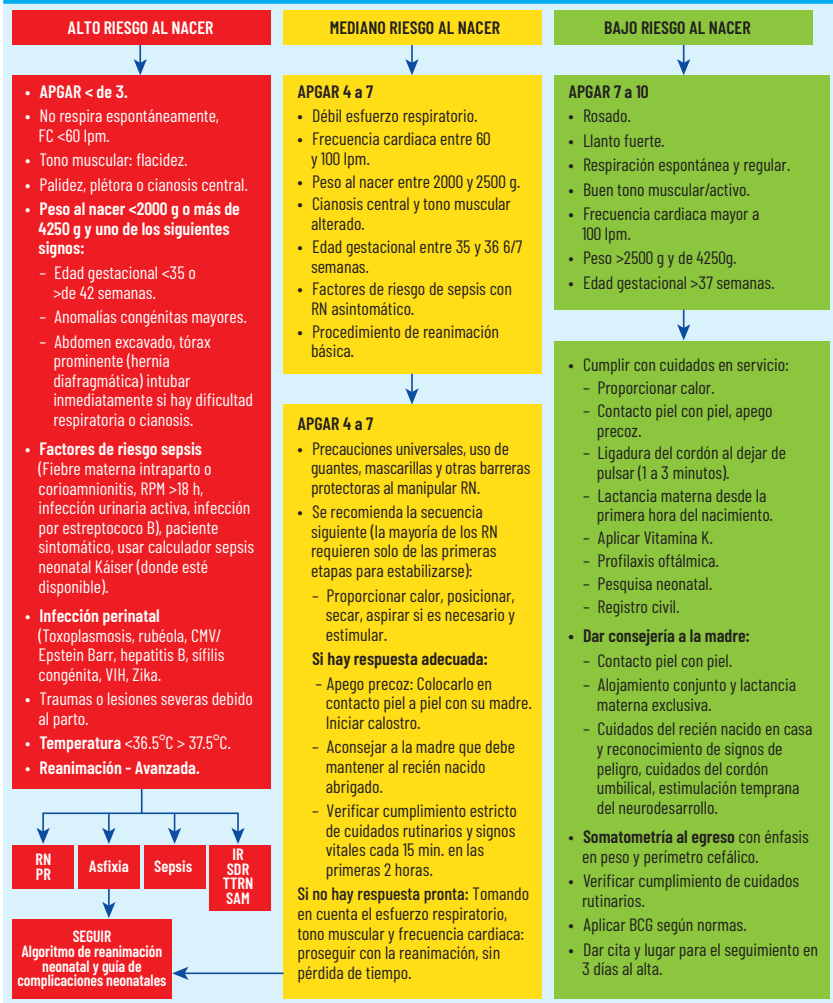 ALTO RIESGO AL NACER
• APGAR < de 3.
• No respira espontáneamente,
FC <60 lpm.
• Tono muscular: flacidez.
• Palidez, plétora o cianosis central.
• Peso al nacer <2000 g o más de
4250 g y uno de los siguientes
signos:
– Edad gestacional <35 o
>de 42 semanas.
– Anomalías congénitas mayores.
– Abdomen excavado, tórax
prominente (hernia
diafragmática) intubar
inmediatamente si hay dificultad
respiratoria o cianosis.
• Factores de riesgo sepsis
(Fiebre materna intraparto o
corioamnionitis, RPM >18 h,
infección urinaria activa, infección
por estreptococo B), paciente
sintomático, usar calculador sepsis
neonatal Káiser (donde esté
disponible).
• Infección perinatal
(Toxoplasmosis, rubéola, CMV/
Epstein Barr, hepatitis B, sífilis
congénita, VIH, Zika.
• Traumas o lesiones severas debido
al parto.
• Temperatura <36.5°C > 37.5°C.
• Reanimación - Avanzada.
RN
PR
Asfixia
Sepsis
IR
SDR
TTRN
SAM
SEGUIR
Algoritmo de reanimación
neonatal y guía de
complicaciones neonatales
MEDIANO RIESGO AL NACER
APGAR 4 a 7
• Débil esfuerzo respiratorio.
• Frecuencia cardiaca entre 60
y 100 lpm.
• Peso al nacer entre 2000 y 2500 g.
• Cianosis central y tono muscular
alterado.
• Edad gestacional entre 35 y 36 6/7
semanas.
• Factores de riesgo de sepsis con
RN asintomático.
• Procedimiento de reanimación
básica.
APGAR 4 a 7
• Precauciones universales, uso de
guantes, mascarillas y otras barreras
protectoras al manipular RN.
• Se recomienda la secuencia
siguiente (la mayoría de los RN
requieren solo de las primeras
etapas para estabilizarse):
– Proporcionar calor, posicionar,
secar, aspirar si es necesario y
estimular.
Si hay respuesta adecuada:
– Apego precoz: Colocarlo en
contacto piel a piel con su madre.
Iniciar calostro.
– Aconsejar a la madre que debe
mantener al recién nacido
abrigado.
– Verificar cumplimiento estricto
de cuidados rutinarios y signos
vitales cada 15 min. en las
primeras 2 horas.
Si no hay respuesta pronta: Tomando
en cuenta el esfuerzo respiratorio,
tono muscular y frecuencia cardiaca:
proseguir con la reanimación, sin
pérdida de tiempo.
BAJO RIESGO AL NACER
APGAR 7 a 10
• Rosado.
• Llanto fuerte.
• Respiración espontánea y regular.
• Buen tono muscular/activo.
• Frecuencia cardiaca mayor a
100 lpm.
• Peso >2500 g y de 4250g.
• Edad gestacional >37 semanas.
• Cumplir con cuidados en servicio:
– Proporcionar calor.
– Contacto piel con piel, apego
precoz.
– Ligadura del cordón al dejar de
pulsar (1 a 3 minutos).
– Lactancia materna desde la
primera hora del nacimiento.
– Aplicar Vitamina K.
– Profilaxis oftálmica.
– Pesquisa neonatal.
– Registro civil.
• Dar consejería a la madre:
– Contacto piel con piel.
– Alojamiento conjunto y lactancia
materna exclusiva.
– Cuidados del recién nacido en casa
y reconocimiento de signos de
peligro, cuidados del cordón
umbilical, estimulación temprana
del neurodesarrollo.
• Somatometría al egreso con énfasis
en peso y perímetro cefálico.
• Verificar cumplimiento de cuidados
rutinarios.
• Aplicar BCG según normas.
• Dar cita y lugar para el seguimiento en
3 días al alta.